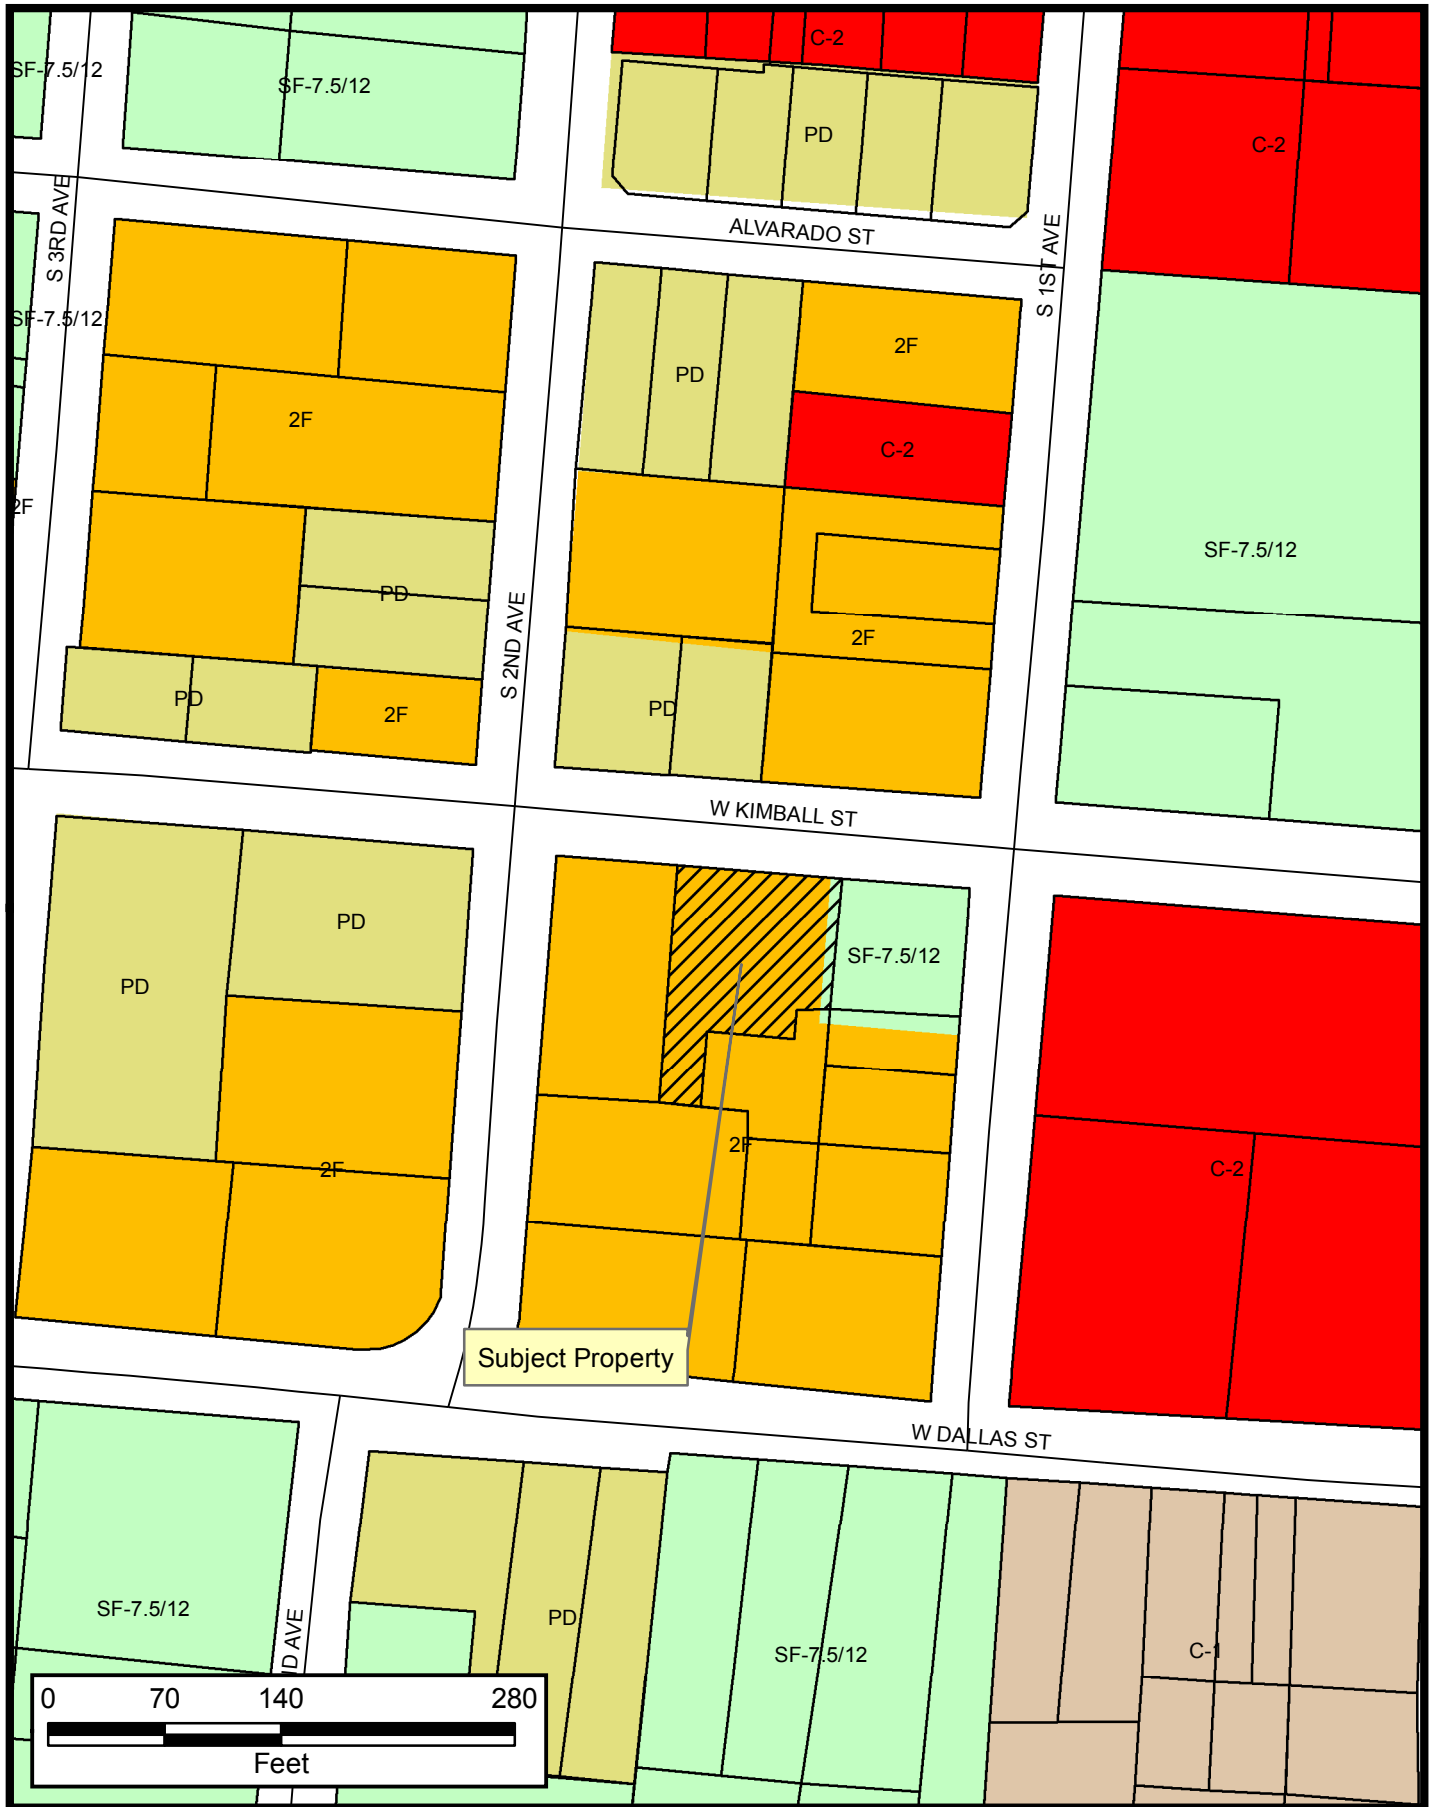 C-2
SF-7.5/12
SF-7.5/12
PD
C-2
S 3RD AVE
ALVARADO ST
S 1ST AVE
SF-7.5/12
2F
PD
2F
C-2
2F
SF-7.5/12
PD
S 2ND AVE
2F
PD
PD
2F
W KIMBALL ST
PD
SF-7.5/12
PD
2F
C-2
2F
Subject Property
W DALLAS ST
SF-7.5/12
PD
ND AVE
SF-7.5/12
C-1
0 70 140 280
Feet